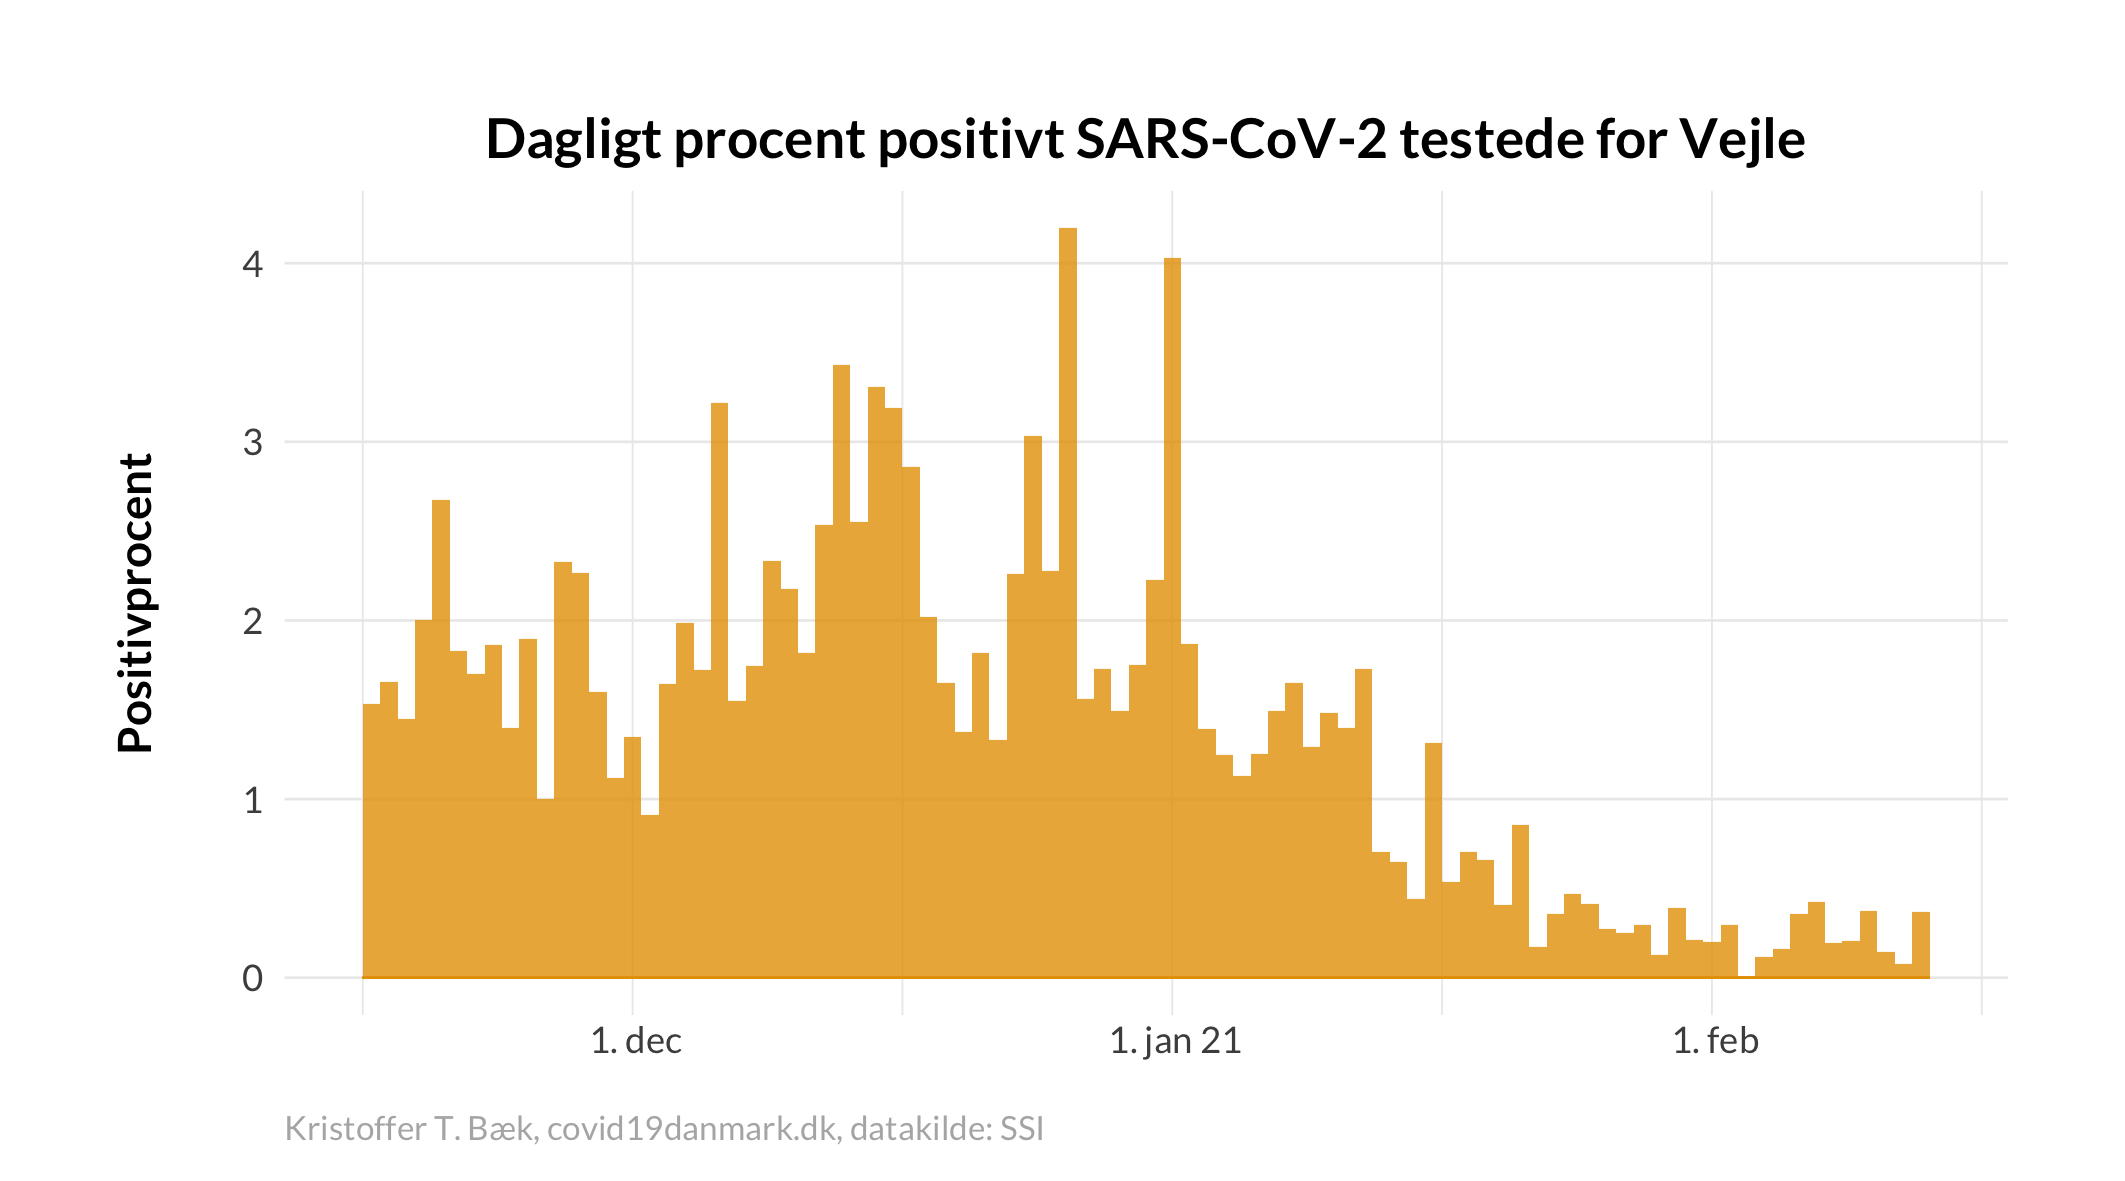 Dagligt procent positivt SARS-CoV-2 testede for Vejle
Positivprocent
4
3
2
1
0
1. dec
1. jan 21
1. feb
Kristoffer T. Bæk, covid19danmark.dk, datakilde: SSI